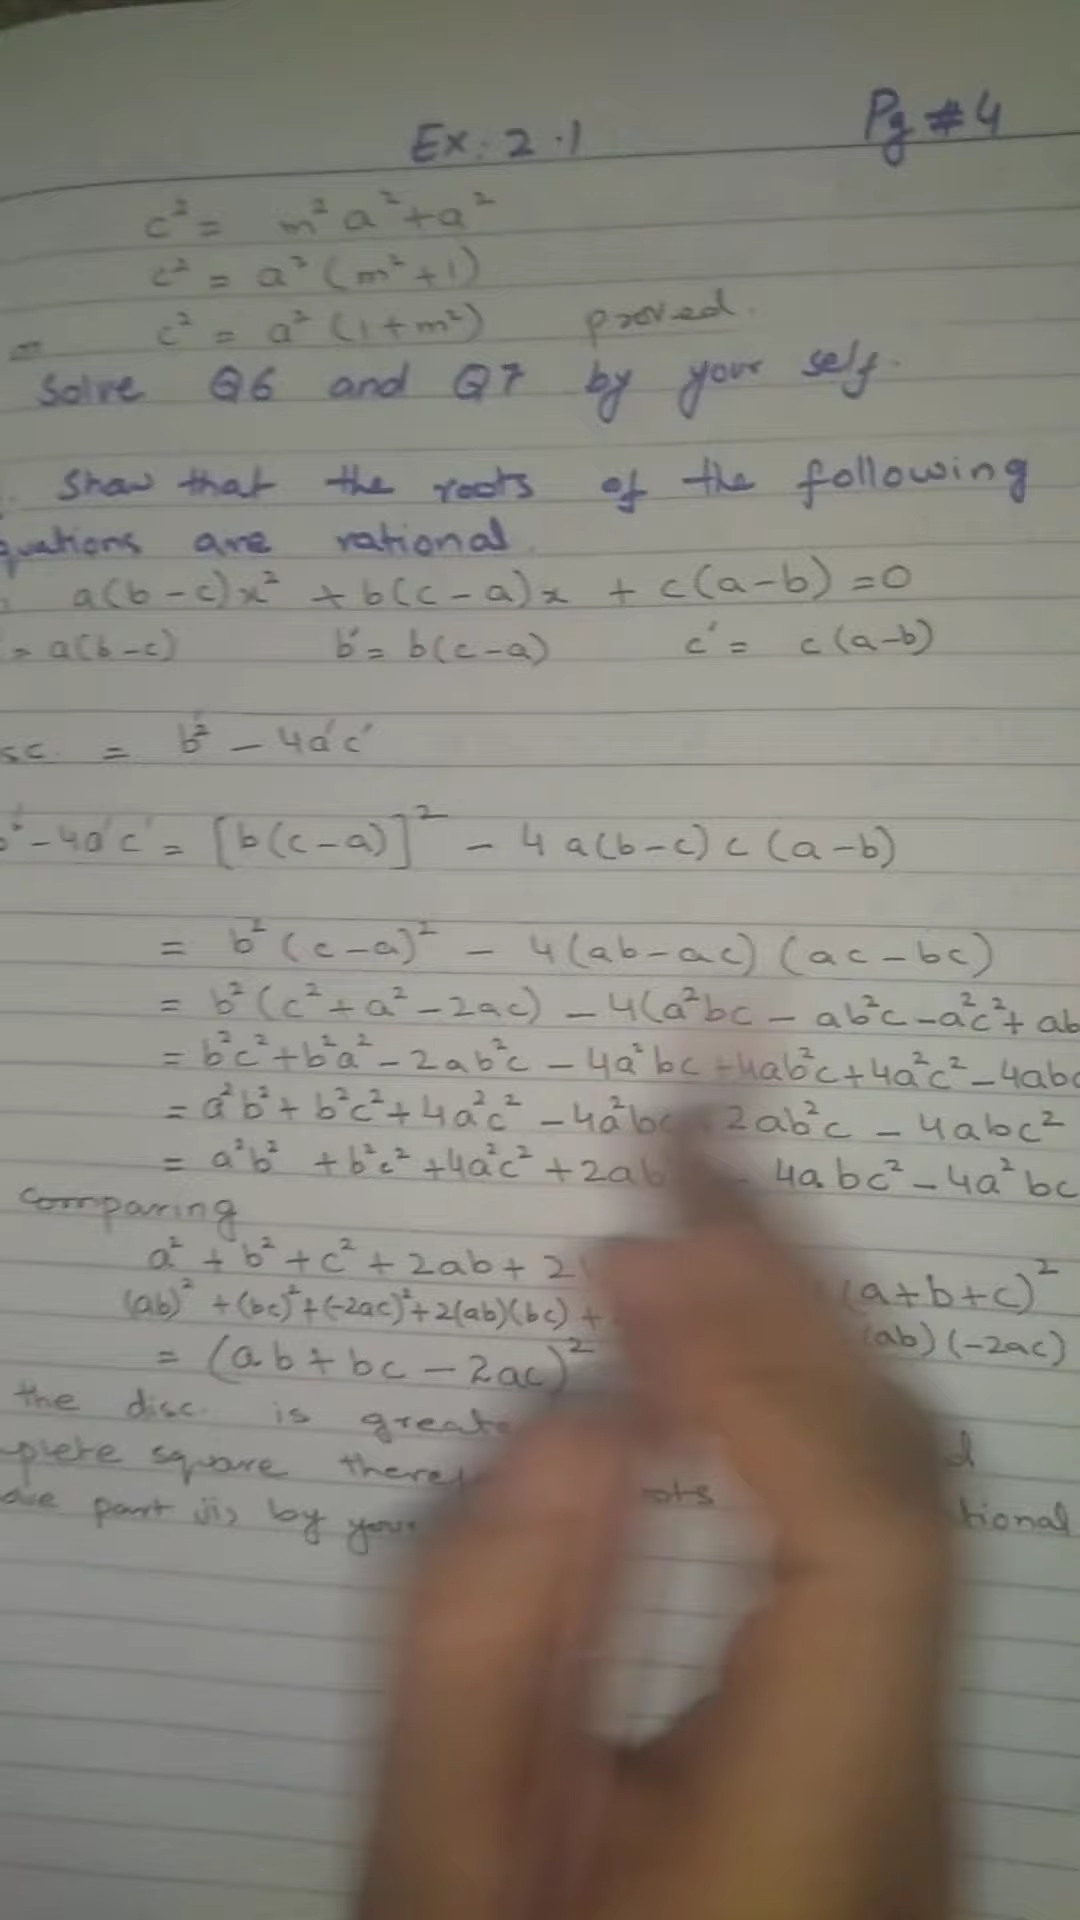 Ex: 2.1 Pg #4
c² = m²a²+a²
c² = a²(m²+1)
c² = a²(1+m²) proved.
Solve Q6 and Q7 by your self.
Show that the roots of the following
quations are rational.
a(b-c)x² + b(c-a)x + c(a-b) = 0
= a(b-c) b' = b(c-a) c' = c(a-b)
sc. = b'² - 4a'c'
b'² - 4a'c' = [b(c-a)]² - 4a(b-c)c(a-b)
= b²(c-a)² - 4(ab-ac)(ac-bc)
= b²(c²+a²-2ac) - 4(a²bc - ab²c - a²c² + ab
= b²c²+b²a²-2ab²c - 4a²bc + 4ab²c + 4a²c² - 4abc
= a²b² + b²c² + 4a²c² - 4a²bc 2ab²c - 4abc²
= a²b² + b²c² + 4a²c² + 2ab - 4abc² - 4a²bc
Comparing
a² + b² + c² + 2ab + 2 (a+b+c)²
(ab)² + (bc)² + (-2ac)² + 2(ab)(bc) + (ab)(-2ac)
= (ab + bc - 2ac)²
the disc. is greate d
plete square there ots tional
part ii) by your